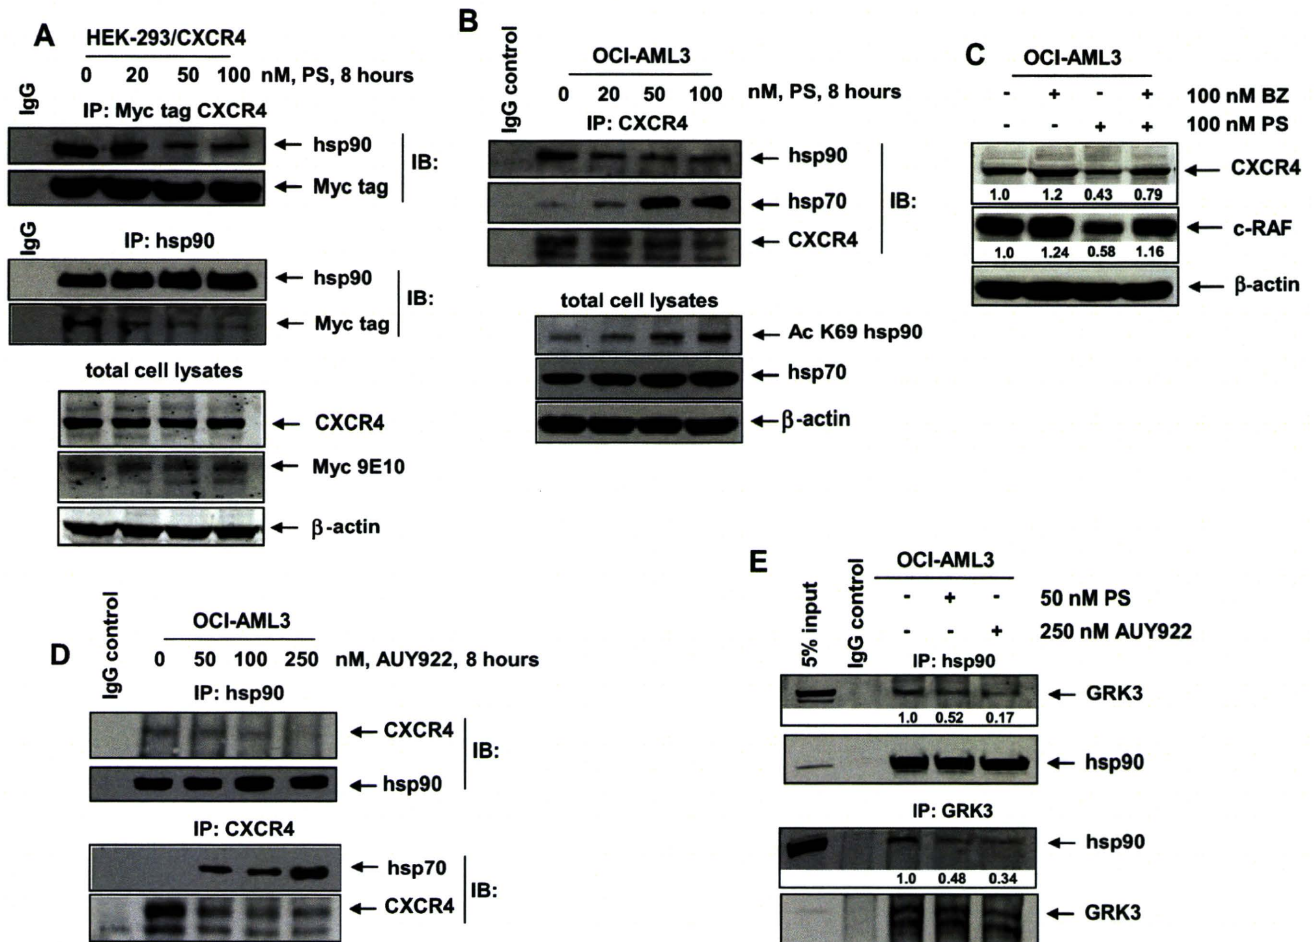 A
HEK-293/CXCR4
IgG
0 20 50 100 nM, PS, 8 hours
IP: Myc tag CXCR4
hsp90
Myc tag
IB:
IgG
IP: hsp90
hsp90
Myc tag
IB:
total cell lysates
CXCR4
Myc 9E10
β-actin
B
IgG control
OCI-AML3
0 20 50 100 nM, PS, 8 hours
IP: CXCR4
hsp90
hsp70
CXCR4
IB:
total cell lysates
Ac K69 hsp90
hsp70
β-actin
C
OCI-AML3
- + - + 100 nM BZ
- - + + 100 nM PS
CXCR4
1.0 1.2 0.43 0.79
c-RAF
1.0 1.24 0.58 1.16
β-actin
D
IgG control
OCI-AML3
0 50 100 250 nM, AUY922, 8 hours
IP: hsp90
CXCR4
hsp90
IB:
IP: CXCR4
hsp70
CXCR4
IB:
E
5% input
IgG control
OCI-AML3
- + - 50 nM PS
- - + 250 nM AUY922
IP: hsp90
GRK3
1.0 0.52 0.17
hsp90
IP: GRK3
hsp90
1.0 0.48 0.34
GRK3